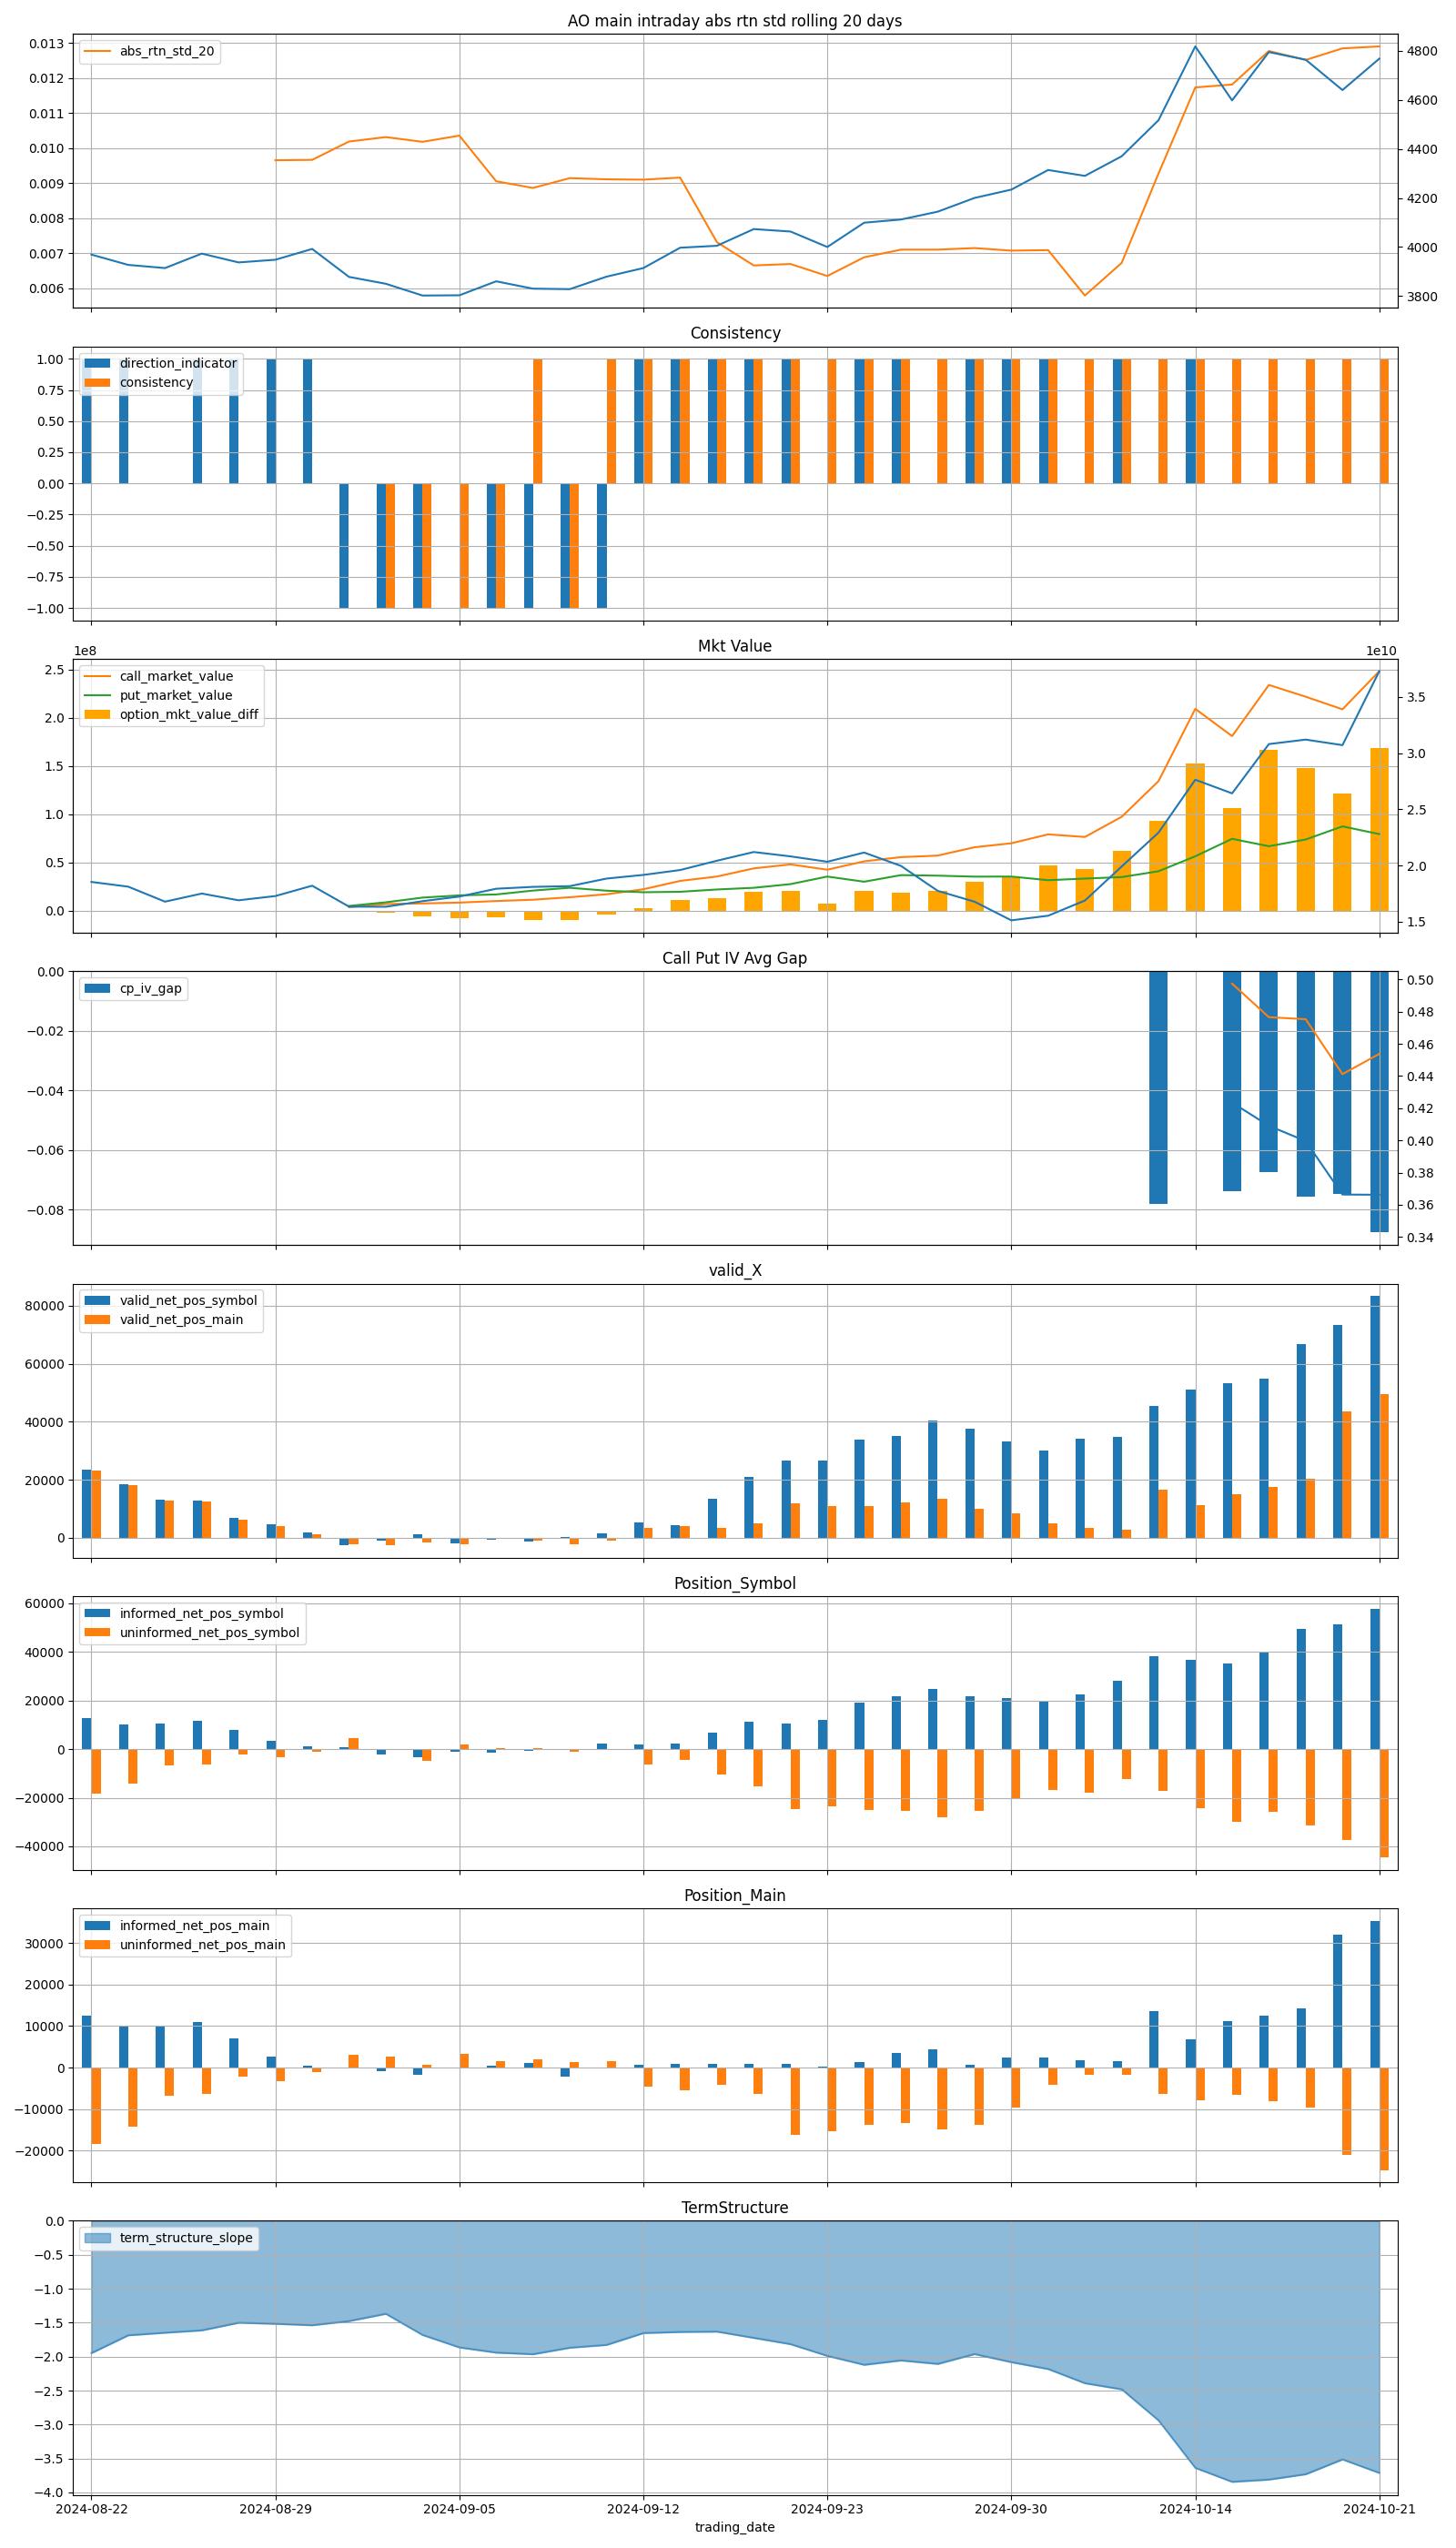 AO main intraday abs rtn std rolling 20 days
abs_rtn_std_20
0.013
0.012
0.011
0.010
0.009
0.008
0.007
0.006
4800
4600
4400
4200
4000
3800
Consistency
direction_indicator
consistency
1.00
0.75
0.50
0.25
0.00
−0.25
−0.50
−0.75
−1.00
Mkt Value
1e8
1e10
call_market_value
put_market_value
option_mkt_value_diff
2.5
2.0
1.5
1.0
0.5
0.0
3.5
3.0
2.5
2.0
1.5
Call Put IV Avg Gap
cp_iv_gap
0.00
−0.02
−0.04
−0.06
−0.08
0.50
0.48
0.46
0.44
0.42
0.40
0.38
0.36
0.34
valid_X
valid_net_pos_symbol
valid_net_pos_main
80000
60000
40000
20000
0
Position_Symbol
informed_net_pos_symbol
uninformed_net_pos_symbol
60000
40000
20000
0
−20000
−40000
Position_Main
informed_net_pos_main
uninformed_net_pos_main
30000
20000
10000
0
−10000
−20000
TermStructure
term_structure_slope
0.0
−0.5
−1.0
−1.5
−2.0
−2.5
−3.0
−3.5
−4.0
2024-08-22 2024-08-29 2024-09-05 2024-09-12 2024-09-23 2024-09-30 2024-10-14 2024-10-21
trading_date